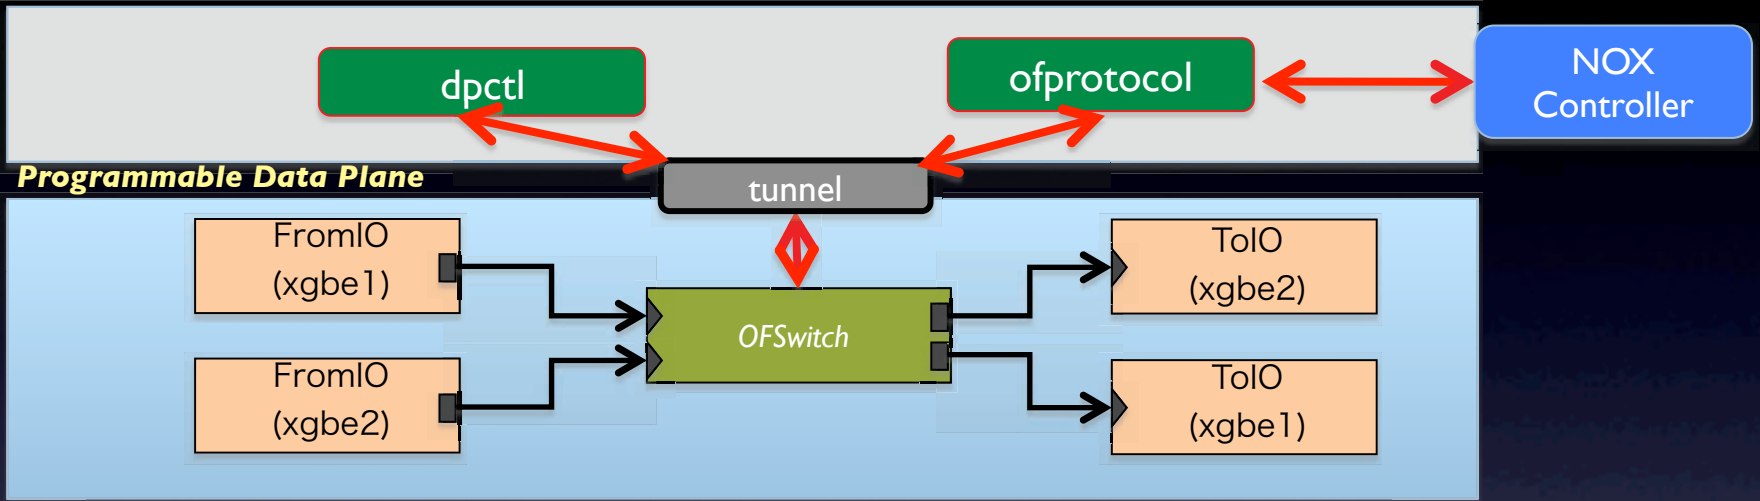 dpctl
ofprotocol
NOX
Controller
Programmable Data Plane
tunnel
FromIO
(xgbe1)
ToIO
(xgbe2)
OFSwitch
FromIO
(xgbe2)
ToIO
(xgbe1)